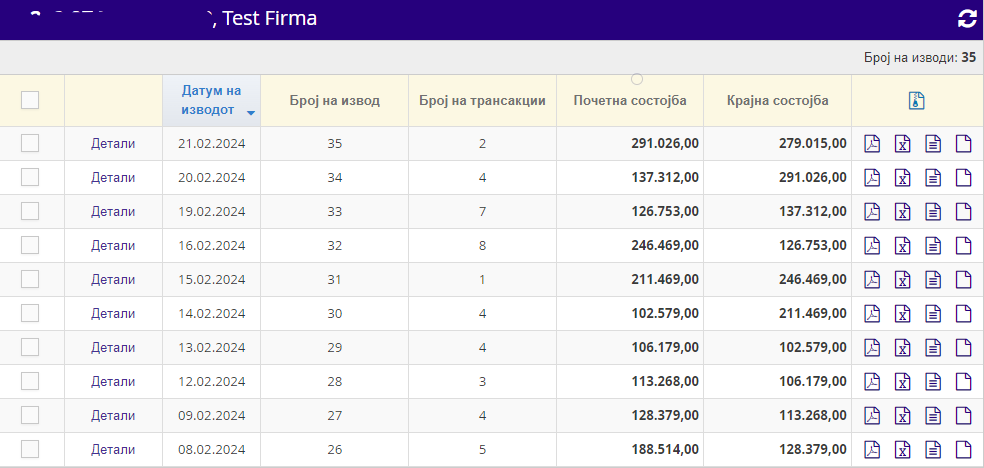 , Test Firma
Број на изводи: 35
Датум на изводот Број на извод Број на трансакции Почетна состојба Крајна состојба
Детали 21.02.2024 35 2 291.026,00 279.015,00
Детали 20.02.2024 34 4 137.312,00 291.026,00
Детали 19.02.2024 33 7 126.753,00 137.312,00
Детали 16.02.2024 32 8 246.469,00 126.753,00
Детали 15.02.2024 31 1 211.469,00 246.469,00
Детали 14.02.2024 30 4 102.579,00 211.469,00
Детали 13.02.2024 29 4 106.179,00 102.579,00
Детали 12.02.2024 28 3 113.268,00 106.179,00
Детали 09.02.2024 27 4 128.379,00 113.268,00
Детали 08.02.2024 26 5 188.514,00 128.379,00